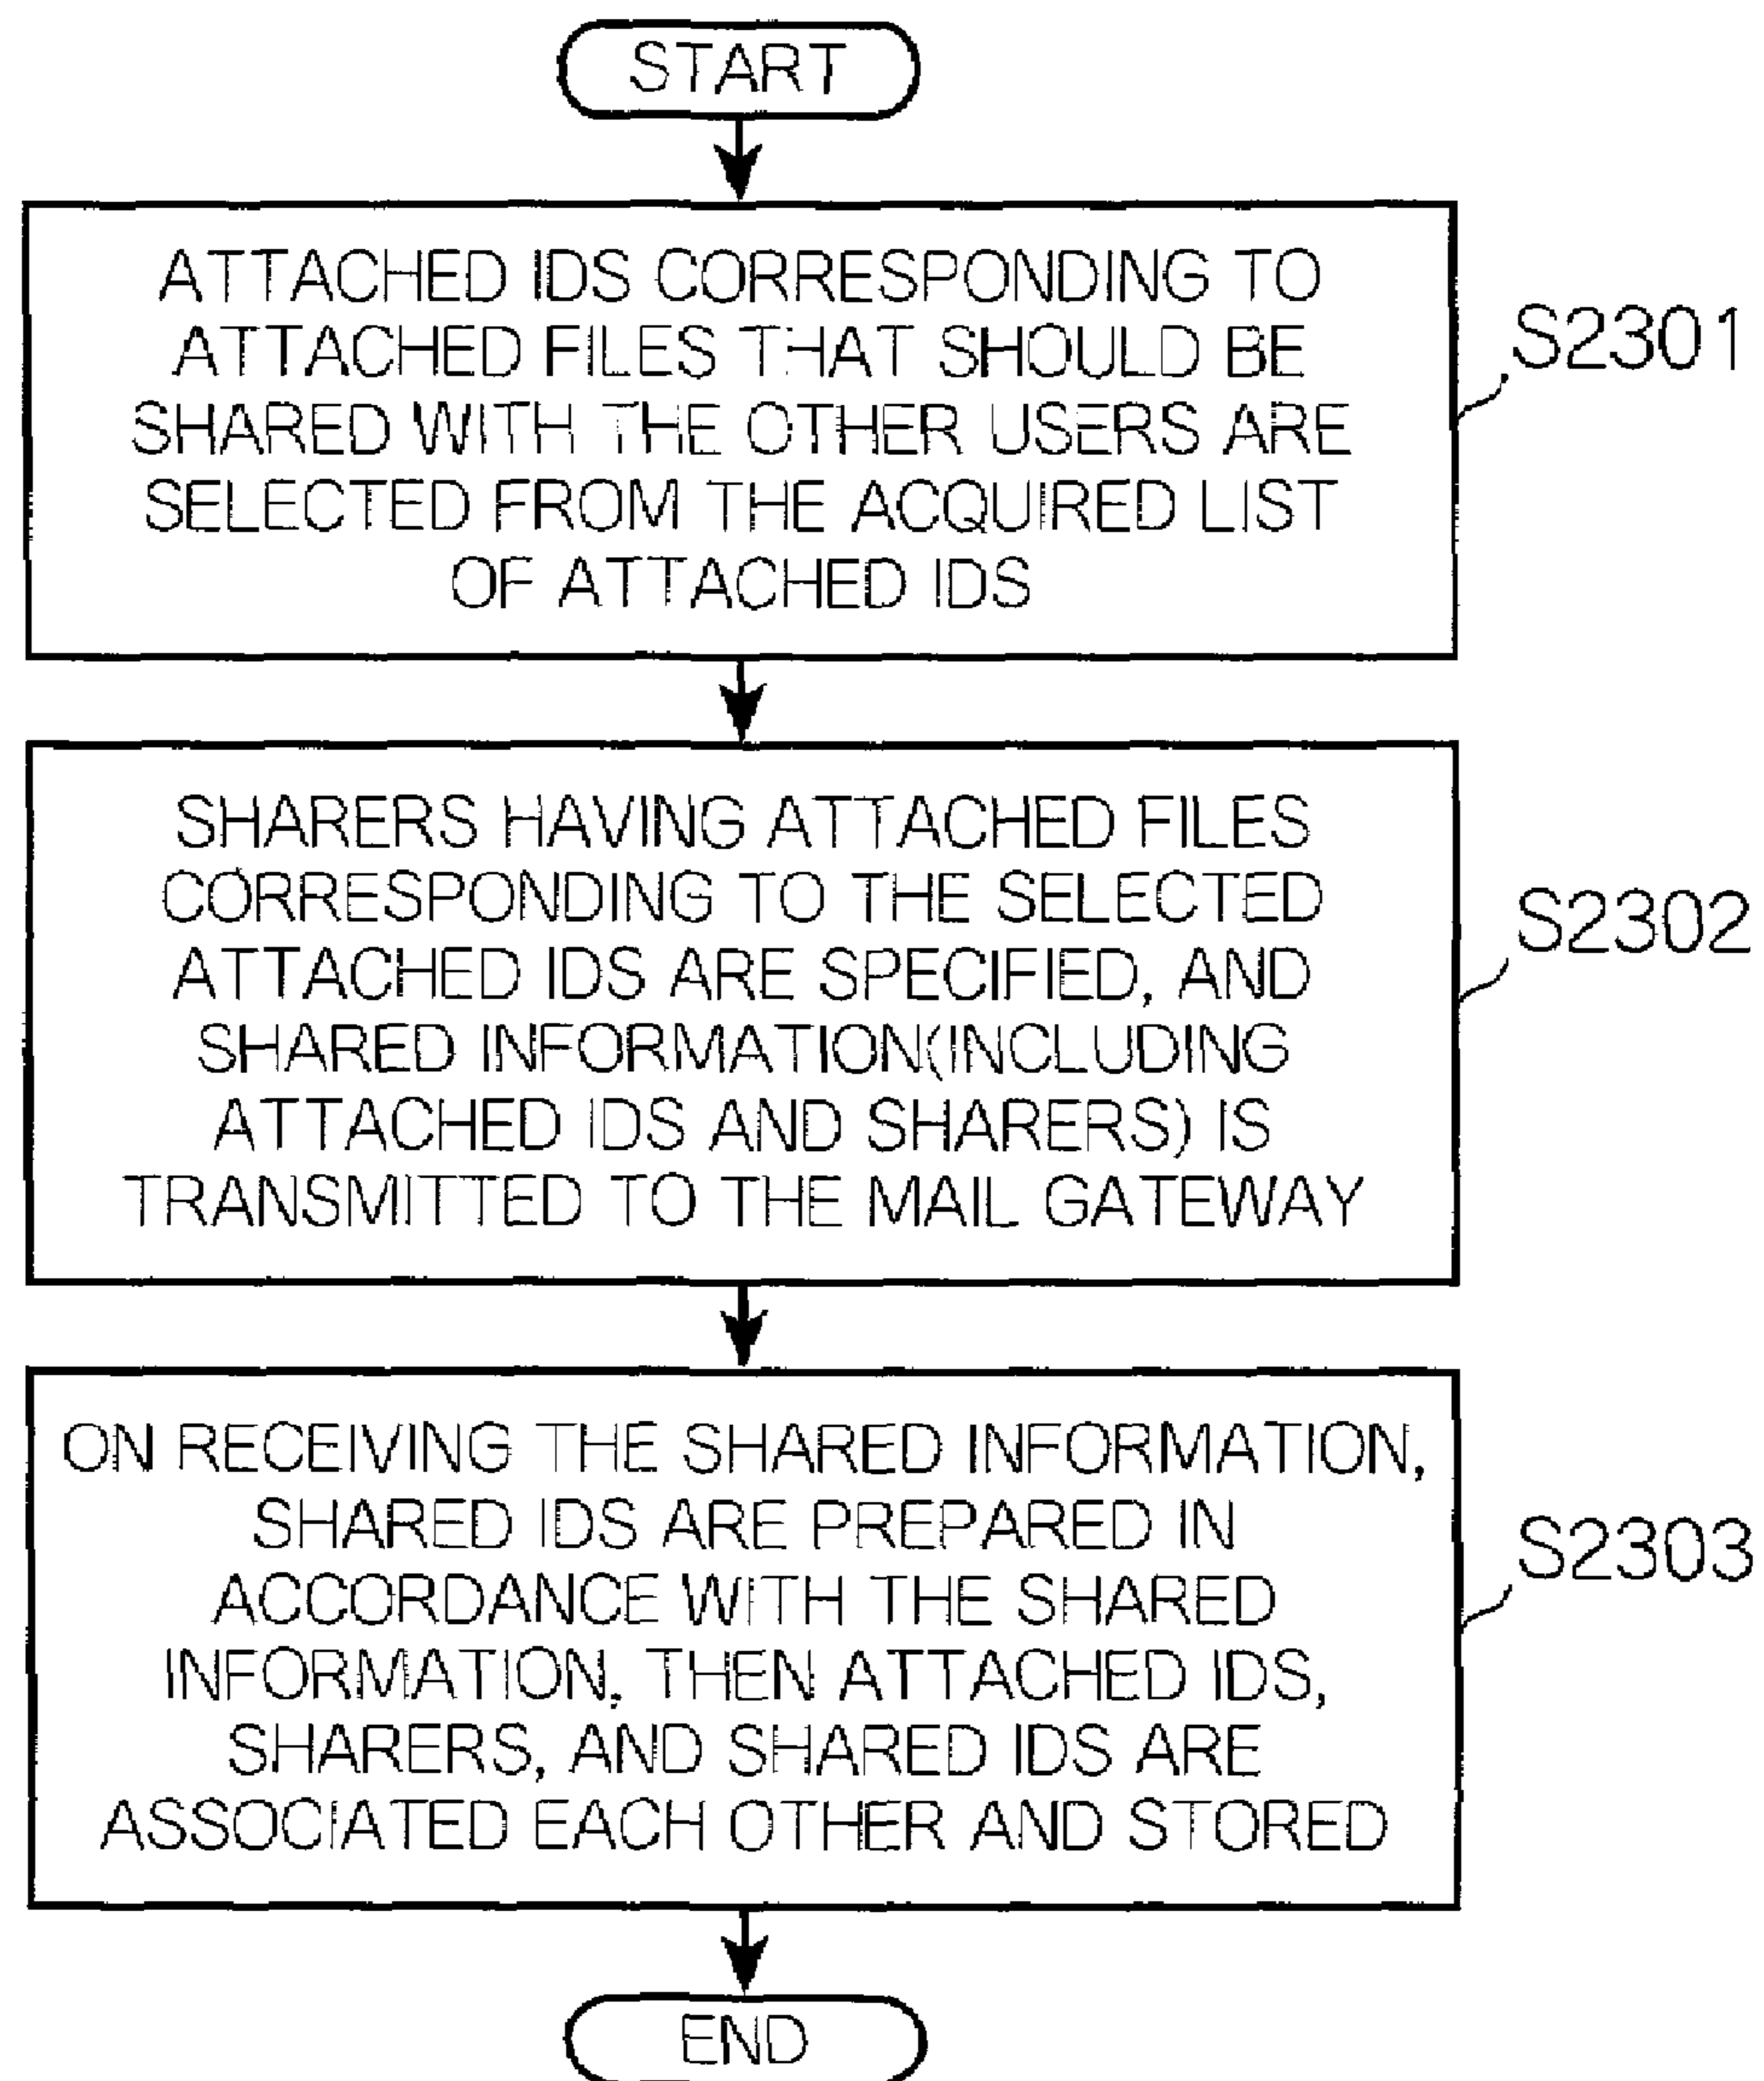 START
ATTACHED IDS CORRESPONDING TO
ATTACHED FILES THAT SHOULD BE
SHARED WITH THE OTHER USERS ARE
SELECTED FROM THE ACQUIRED LIST
OF ATTACHED IDS
S2301
SHARERS HAVING ATTACHED FILES
CORRESPONDING TO THE SELECTED
ATTACHED IDS ARE SPECIFIED, AND
SHARED INFORMATION(INCLUDING
ATTACHED IDS AND SHARERS) IS
TRANSMITTED TO THE MAIL GATEWAY
S2302
ON RECEIVING THE SHARED INFORMATION,
SHARED IDS ARE PREPARED IN
ACCORDANCE WITH THE SHARED
INFORMATION, THEN ATTACHED IDS,
SHARERS, AND SHARED IDS ARE
ASSOCIATED EACH OTHER AND STORED
S2303
END